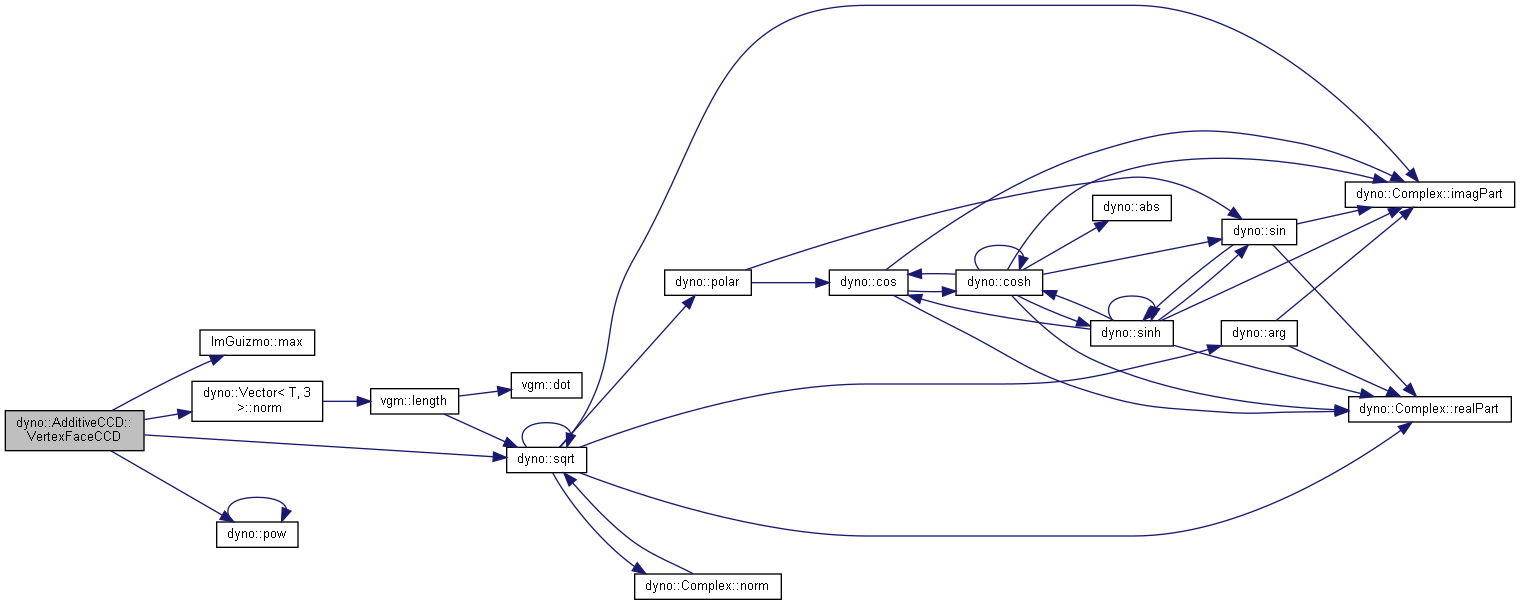 dyno::AdditiveCCD::
VertexFaceCCD
ImGuizmo::max
dyno::Vector< T, 3
>::norm
dyno::pow
vgm::length
vgm::dot
dyno::sqrt
dyno::Complex::norm
dyno::polar
dyno::cos
dyno::cosh
dyno::abs
dyno::sinh
dyno::sin
dyno::arg
dyno::Complex::imagPart
dyno::Complex::realPart